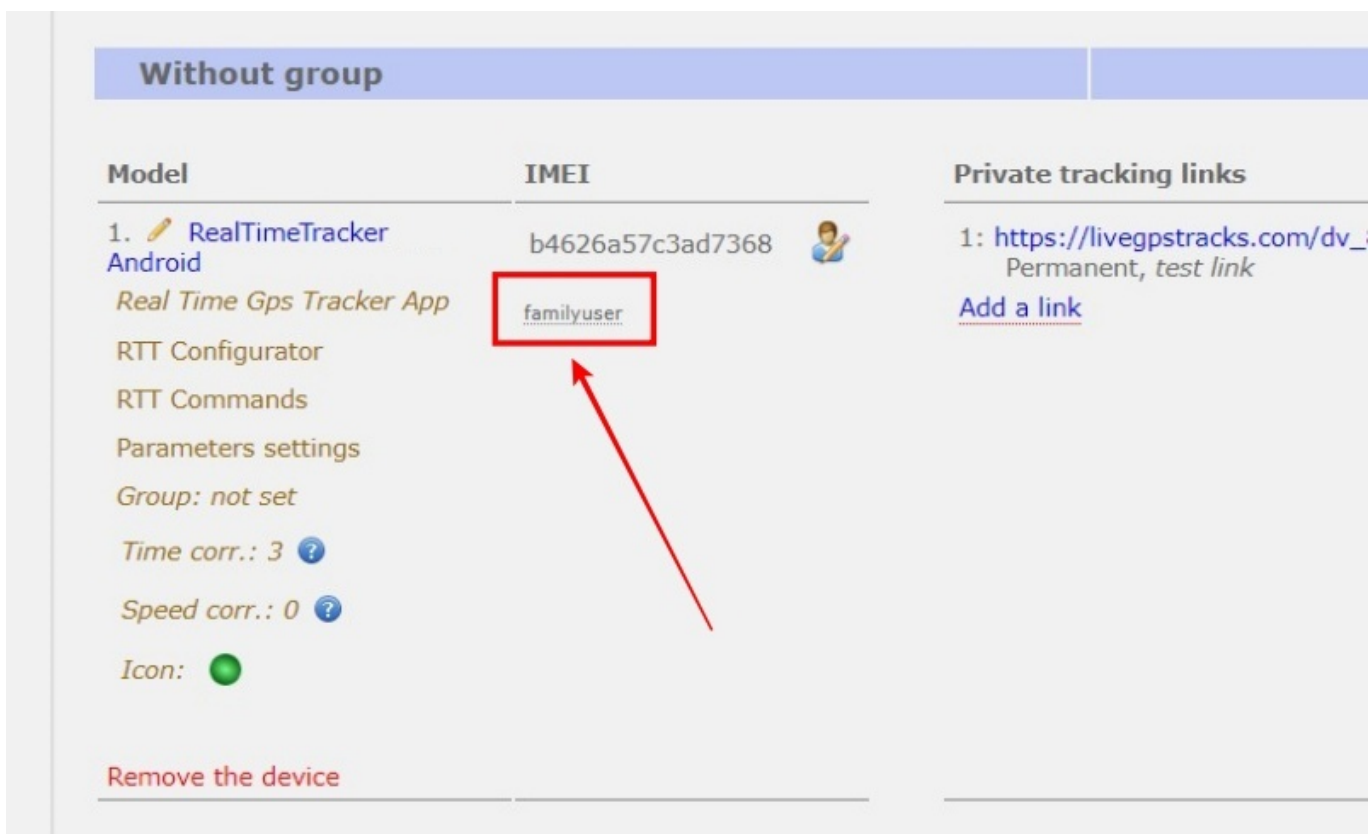 Without group
Model
IMEI
Private tracking links
1. RealTimeTracker
Android
b4626a57c3ad7368
1: https://livegpstracks.com/dv_
Permanent, test link
Real Time Gps Tracker App
familyuser
Add a link
RTT Configurator
RTT Commands
Parameters settings
Group: not set
Time corr.: 3 ?
Speed corr.: 0 ?
Icon:
Remove the device